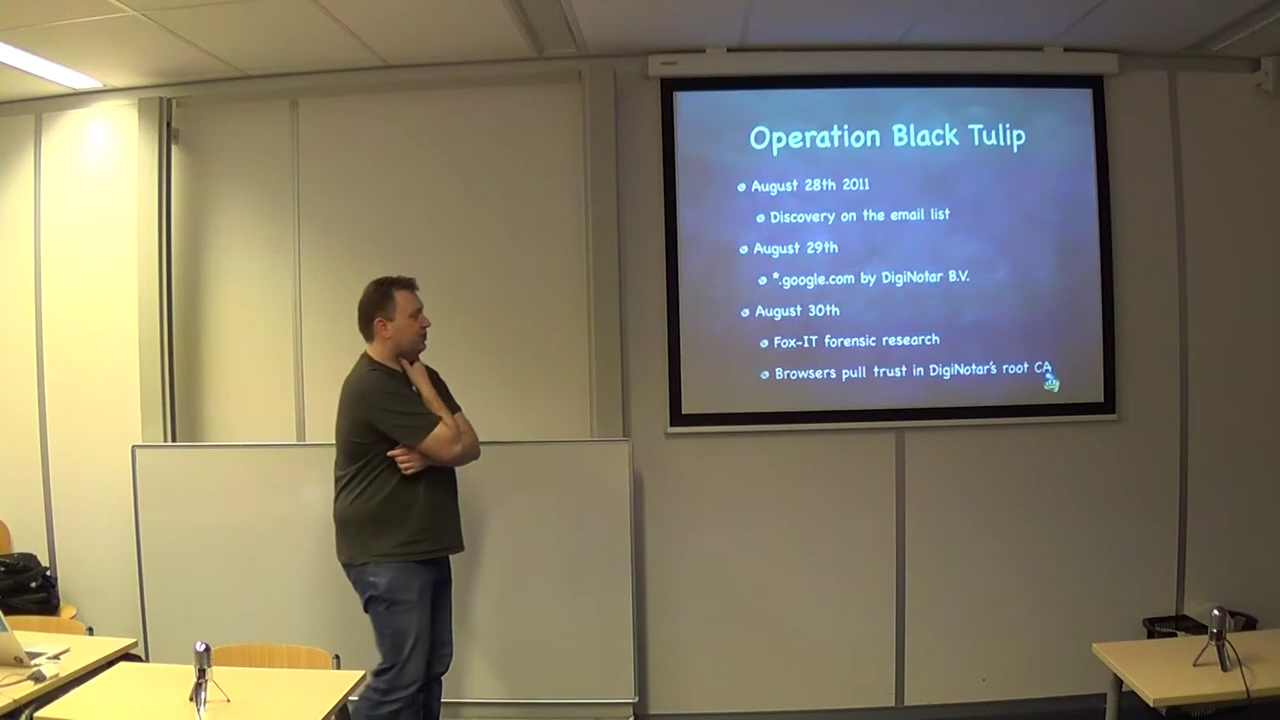 Operation Black Tulip
August 28th 2011
Discovery on the email list
August 29th
*.google.com by DigiNotar B.V.
August 30th
Fox-IT forensic research
Browsers pull trust in DigiNotar's root CA